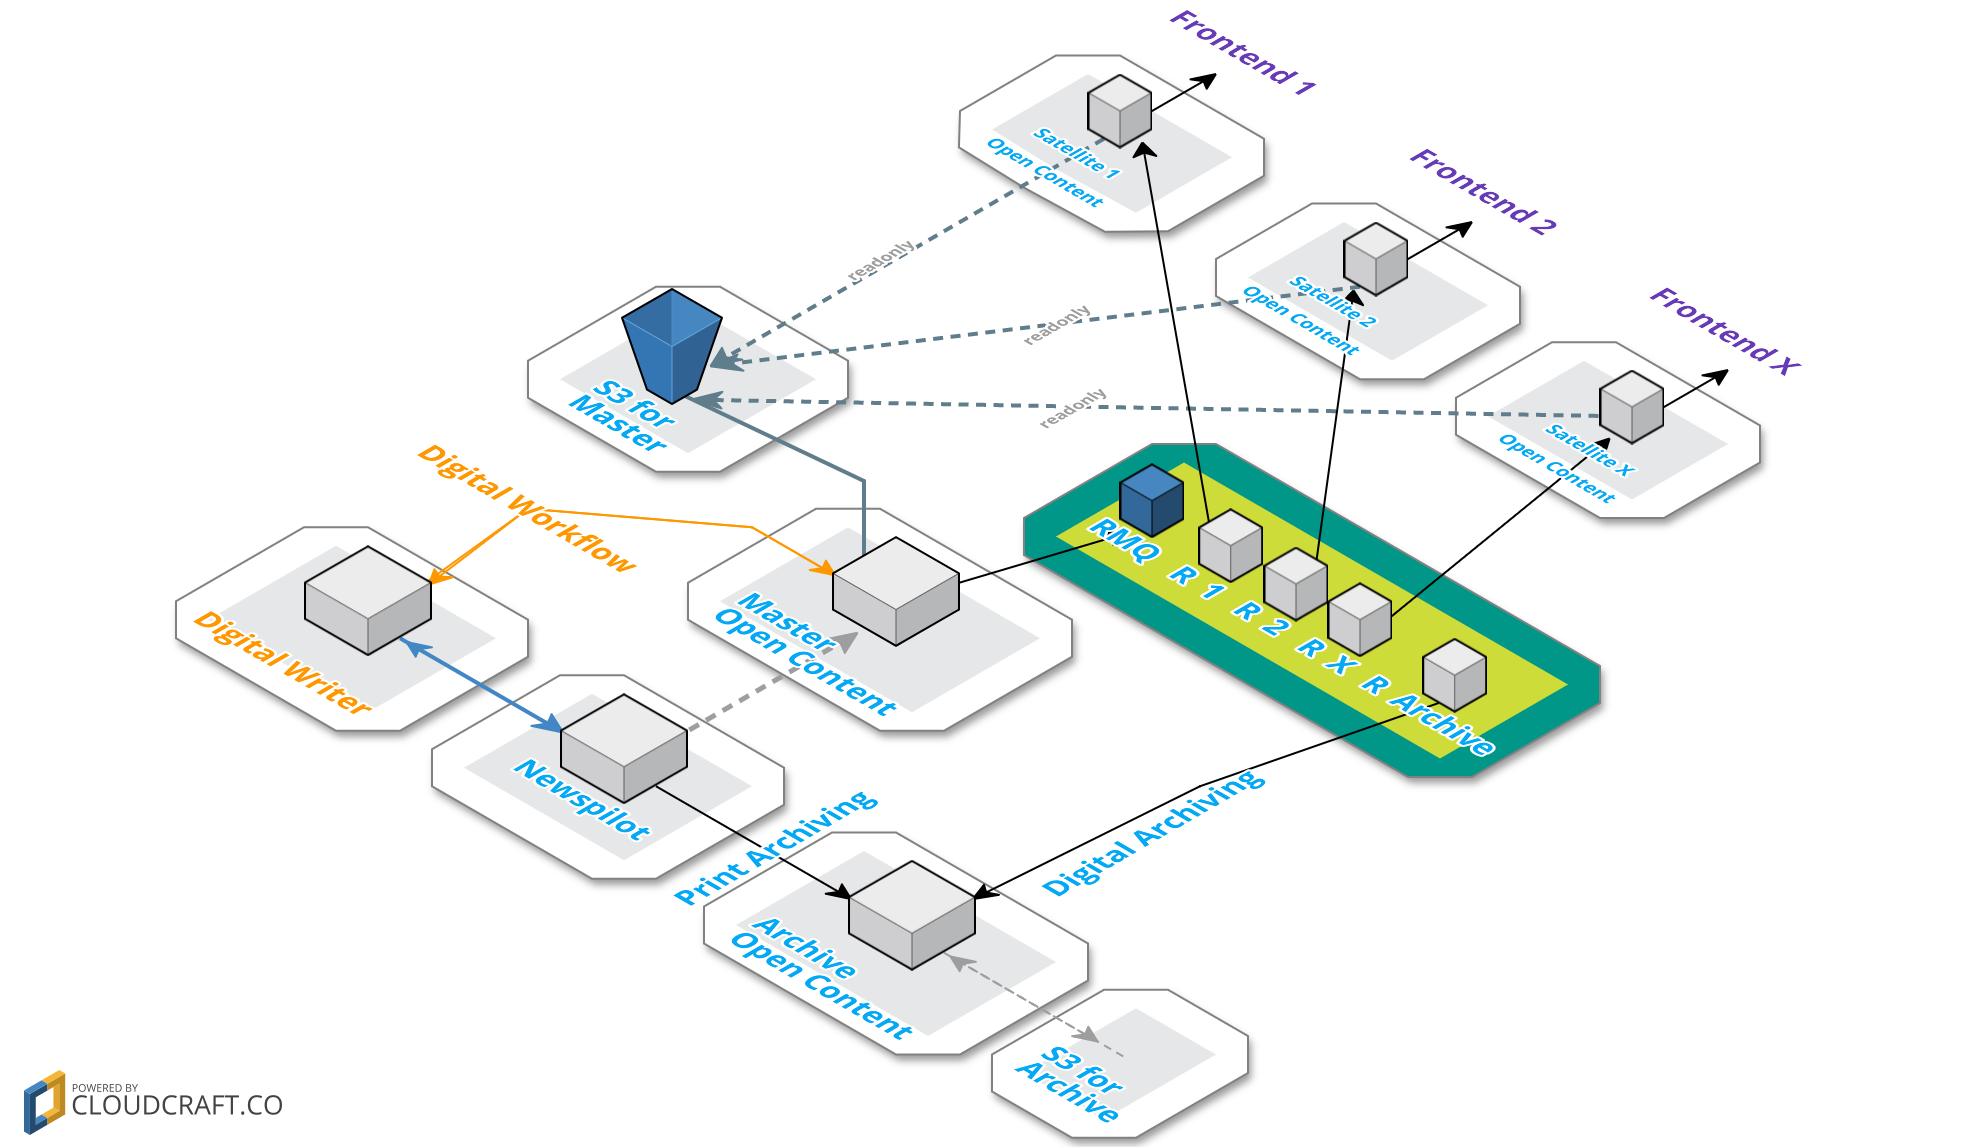 Frontend 1
Satellite 1
Open Content
Frontend 2
readonly
Satellite 2
Open Content
Frontend X
readonly
S3 for
Master
readonly
Satellite X
Open Content
Digital Workflow
RMQ
R 1
R 2
R X
R Archive
Master
Open Content
Digital Writer
Newspilot
Print Archiving
Digital Archiving
Archive
Open Content
S3 for
Archive
POWERED BY
CLOUDCRAFT.CO